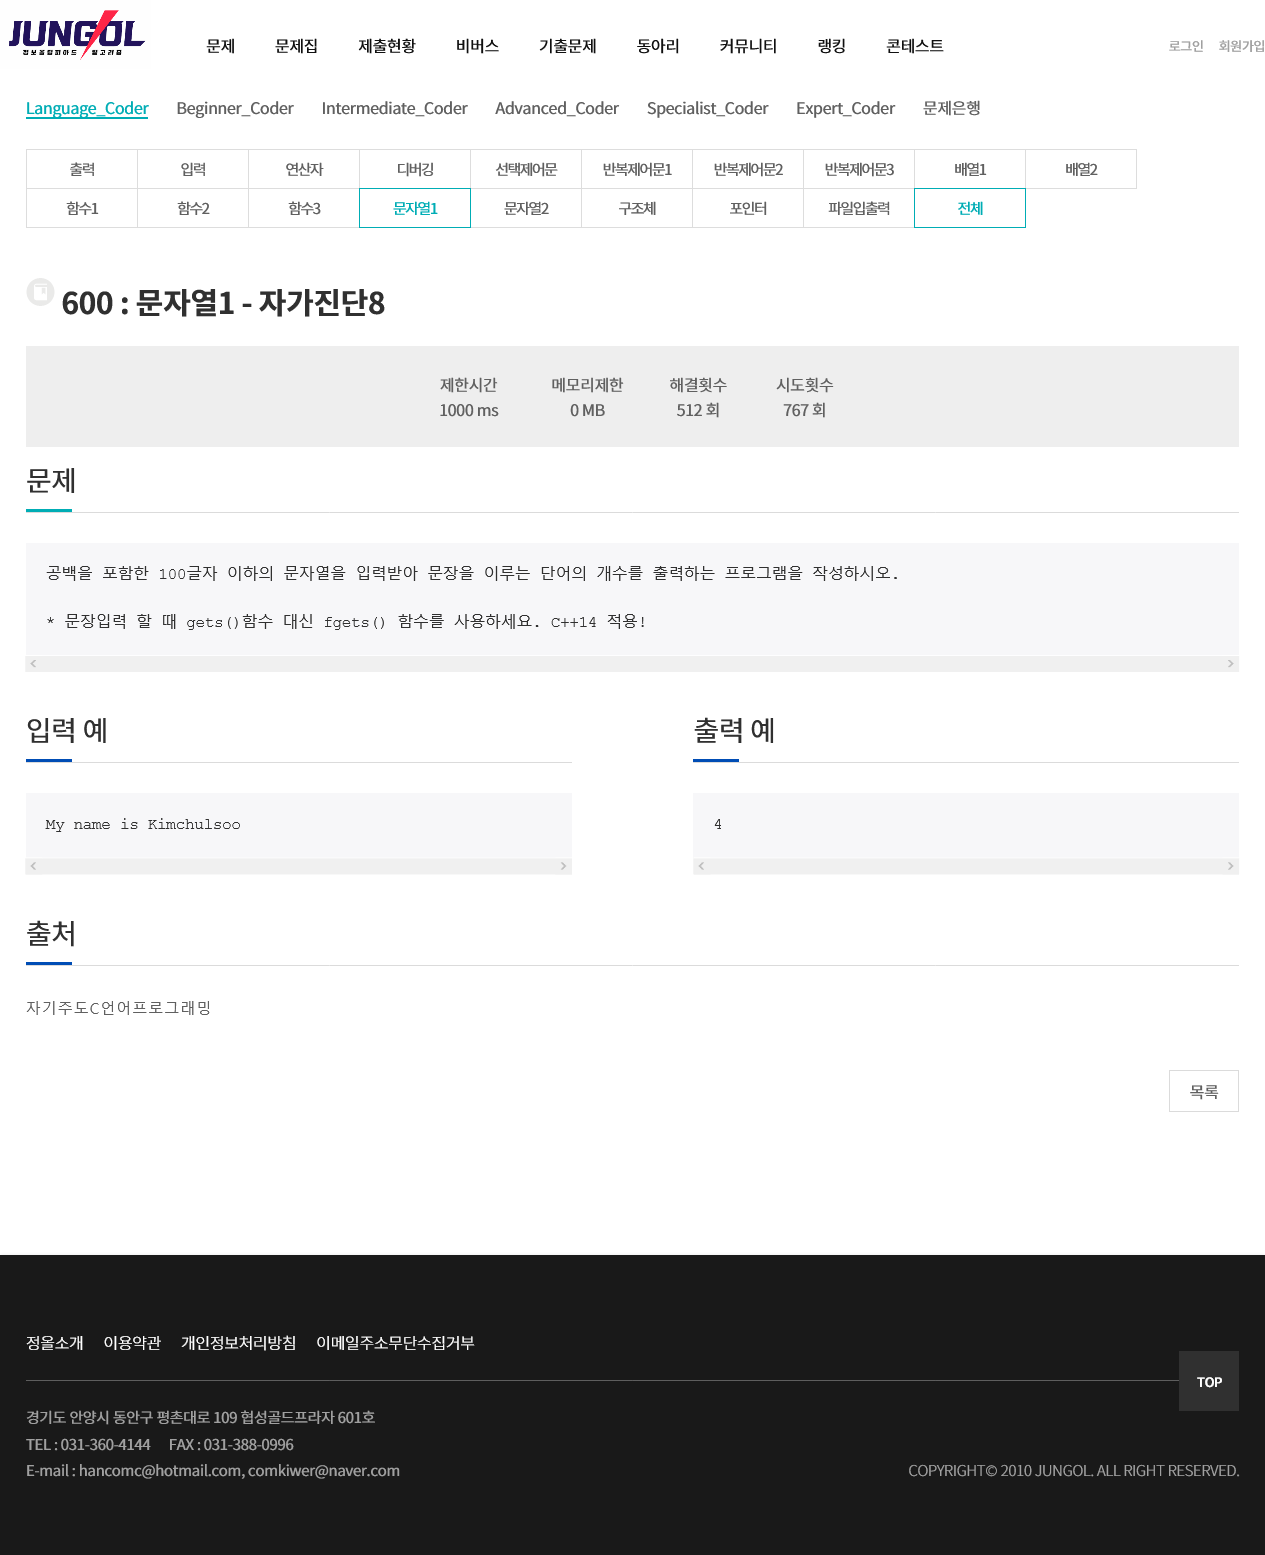 JUNGOL
정보올림피아드 알고리즘
문제 문제집 제출현황 비버스 기출문제 동아리 커뮤니티 랭킹 콘테스트 로그인 회원가입
Language_Coder Beginner_Coder Intermediate_Coder Advanced_Coder Specialist_Coder Expert_Coder 문제은행
출력 입력 연산자 디버깅 선택제어문 반복제어문1 반복제어문2 반복제어문3 배열1 배열2
함수1 함수2 함수3 문자열1 문자열2 구조체 포인터 파일입출력 전체
600 : 문자열1 - 자가진단8
제한시간 메모리제한 해결횟수 시도횟수
1000 ms 0 MB 512 회 767 회
문제
공백을 포함한 100글자 이하의 문자열을 입력받아 문장을 이루는 단어의 개수를 출력하는 프로그램을 작성하시오.
* 문장입력 할 때 gets()함수 대신 fgets() 함수를 사용하세요. C++14 적용!
입력 예 출력 예
My name is Kimchulsoo 4
출처
자기주도C언어프로그래밍
목록
정올소개 이용약관 개인정보처리방침 이메일주소무단수집거부
TOP
경기도 안양시 동안구 평촌대로 109 협성골드프라자 601호
TEL : 031-360-4144 FAX : 031-388-0996
E-mail : hancomc@hotmail.com, comkiwer@naver.com COPYRIGHT© 2010 JUNGOL. ALL RIGHT RESERVED.